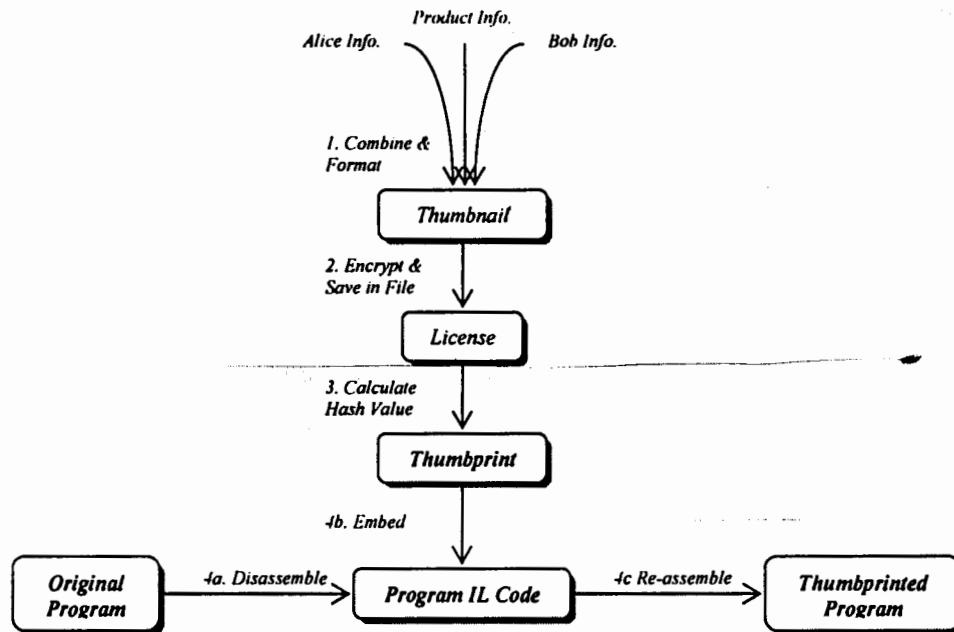 Product Info.
Alice Info.
Bob Info.
1. Combine &
Format
Thumbnail
2. Encrypt &
Save in File
License
3. Calculate
Hash Value
Thumbprint
4b. Embed
Original
Program
4a. Disassemble
Program IL Code
4c Re-assemble
Thumbprinted
Program